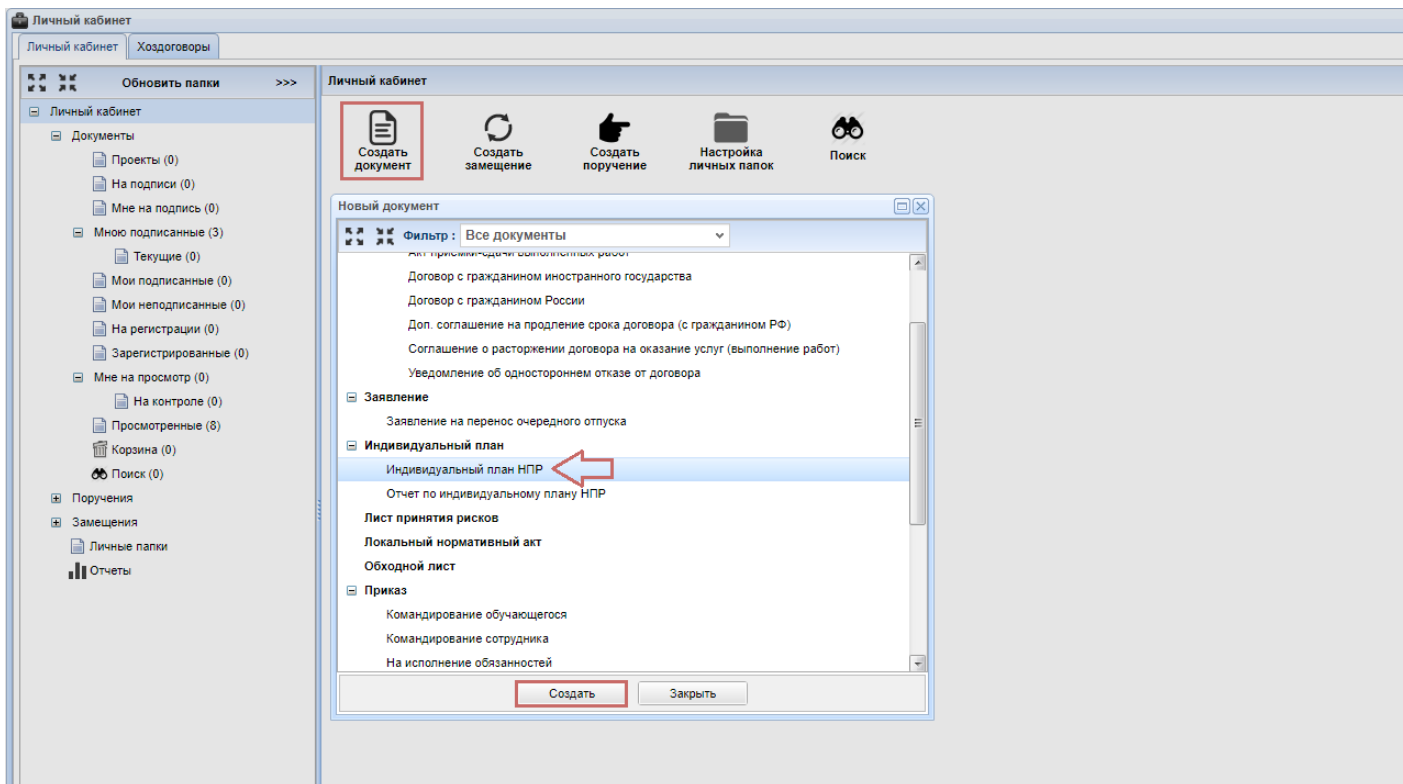 Личный кабинет
Личный кабинет
Хоздоговоры
Обновить папки >>>
Личный кабинет
Документы
Проекты (0)
На подписи (0)
Мне на подпись (0)
Мною подписанные (3)
Текущие (0)
Мои подписанные (0)
Мои неподписанные (0)
На регистрации (0)
Зарегистрированные (0)
Мне на просмотр (0)
На контроле (0)
Просмотренные (8)
Корзина (0)
Поиск (0)
Поручения
Замещения
Личные папки
Отчеты
Личный кабинет
Создать
документ
Создать
замещение
Создать
поручение
Настройка
личных папок
Поиск
Новый документ
Фильтр : Все документы
Акт приемки-сдачи выполненных работ
Договор с гражданином иностранного государства
Договор с гражданином России
Доп. соглашение на продление срока договора (с гражданином РФ)
Соглашение о расторжении договора на оказание услуг (выполнение работ)
Уведомление об одностороннем отказе от договора
Заявление
Заявление на перенос очередного отпуска
Индивидуальный план
Индивидуальный план НПР
Отчет по индивидуальному плану НПР
Лист принятия рисков
Локальный нормативный акт
Обходной лист
Приказ
Командирование обучающегося
Командирование сотрудника
На исполнение обязанностей
Создать
Закрыть